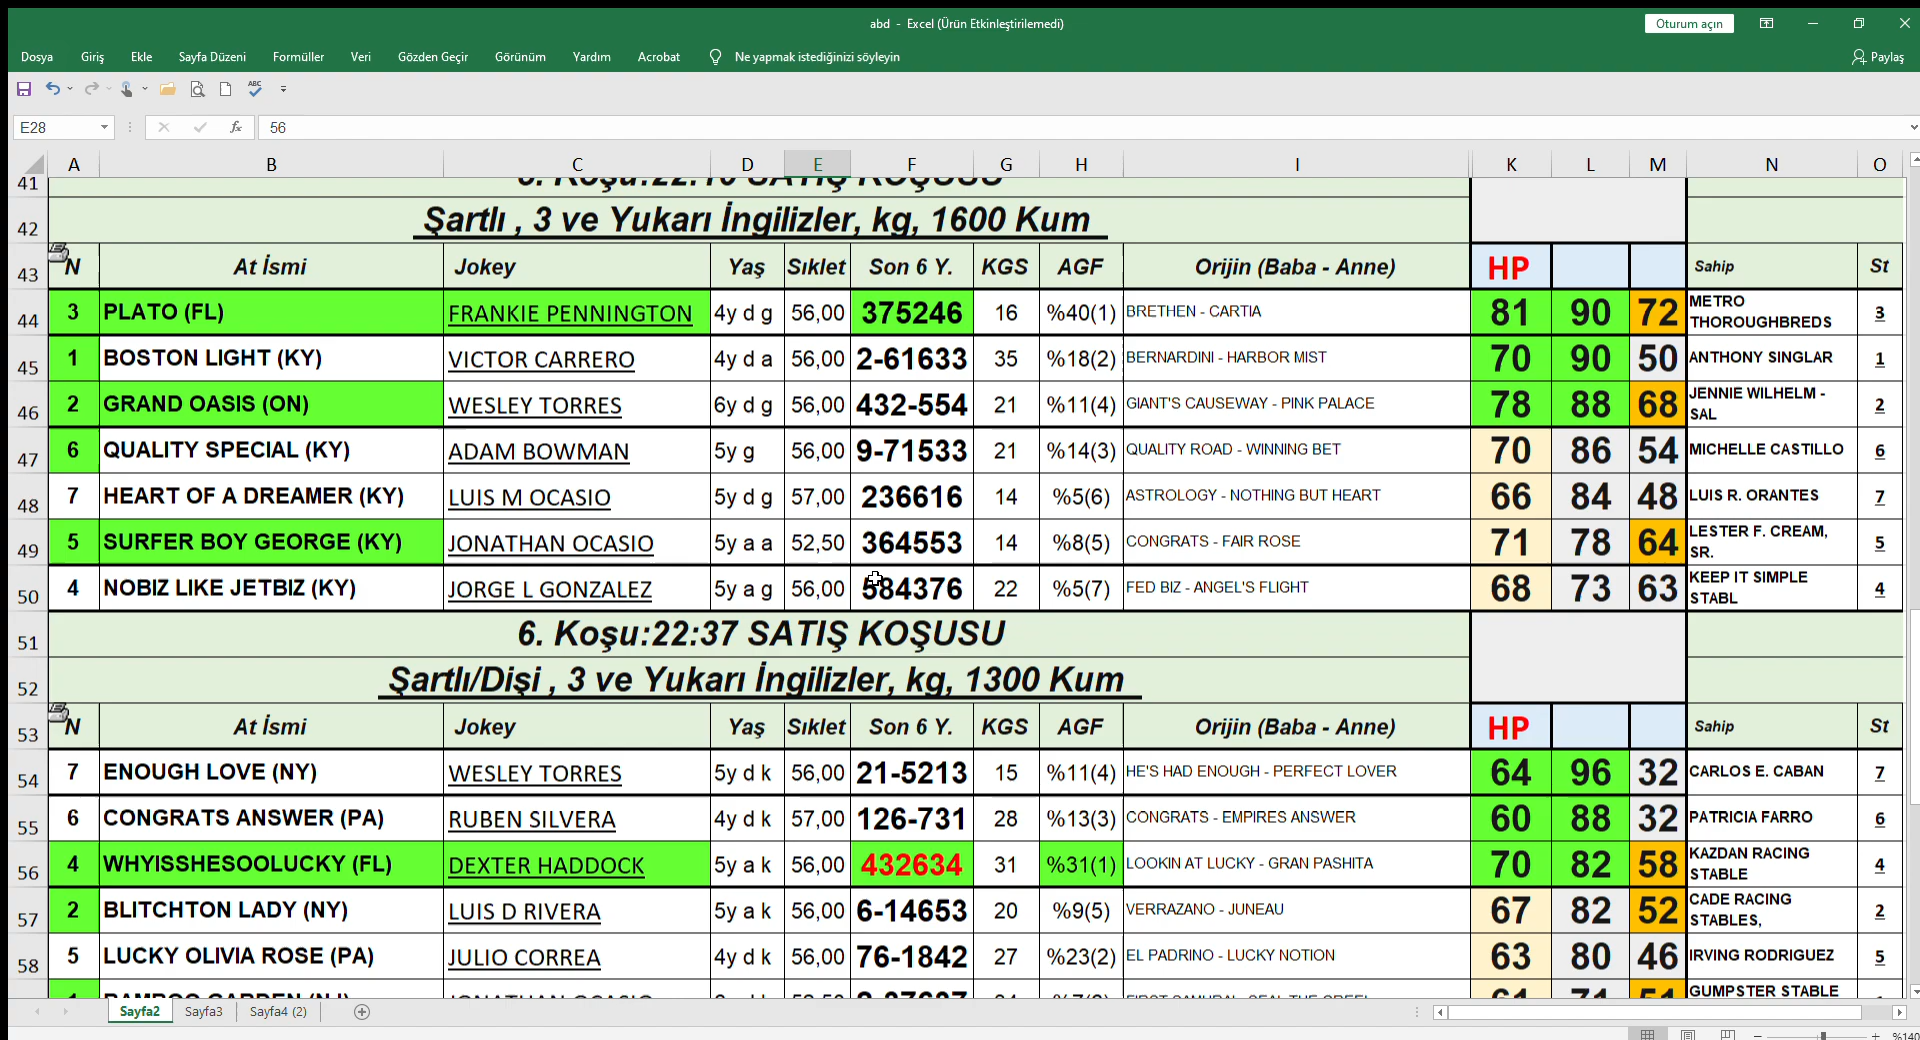 abd - Excel (Ürün Etkinleştirilemedi)
Oturum açın
Dosya Giriş Ekle Sayfa Düzeni Formüller Veri Gözden Geçir Görünüm Yardım Acrobat Ne yapmak istediğinizi söyleyin Paylaş
E28 fx 56
A B C D E F G H I K L M N O
41
42 Şartlı , 3 ve Yukarı İngilizler, kg, 1600 Kum
43 N At İsmi Jokey Yaş Sıklet Son 6 Y. KGS AGF Orijin (Baba - Anne) HP Sahip St
44 3 PLATO (FL) FRANKIE PENNINGTON 4y d g 56,00 375246 16 %40(1) BRETHEN - CARTIA 81 90 72 METRO THOROUGHBREDS 3
45 1 BOSTON LIGHT (KY) VICTOR CARRERO 4y d a 56,00 2-61633 35 %18(2) BERNARDINI - HARBOR MIST 70 90 50 ANTHONY SINGLAR 1
46 2 GRAND OASIS (ON) WESLEY TORRES 6y d g 56,00 432-554 21 %11(4) GIANT'S CAUSEWAY - PINK PALACE 78 88 68 JENNIE WILHELM - SAL 2
47 6 QUALITY SPECIAL (KY) ADAM BOWMAN 5y g 56,00 9-71533 21 %14(3) QUALITY ROAD - WINNING BET 70 86 54 MICHELLE CASTILLO 6
48 7 HEART OF A DREAMER (KY) LUIS M OCASIO 5y d g 57,00 236616 14 %5(6) ASTROLOGY - NOTHING BUT HEART 66 84 48 LUIS R. ORANTES 7
49 5 SURFER BOY GEORGE (KY) JONATHAN OCASIO 5y a a 52,50 364553 14 %8(5) CONGRATS - FAIR ROSE 71 78 64 LESTER F. CREAM, SR. 5
50 4 NOBIZ LIKE JETBIZ (KY) JORGE L GONZALEZ 5y a g 56,00 584376 22 %5(7) FED BIZ - ANGEL'S FLIGHT 68 73 63 KEEP IT SIMPLE STABL 4
51 6. Koşu:22:37 SATIŞ KOŞUSU
52 Şartlı/Dişi , 3 ve Yukarı İngilizler, kg, 1300 Kum
53 N At İsmi Jokey Yaş Sıklet Son 6 Y. KGS AGF Orijin (Baba - Anne) HP Sahip St
54 7 ENOUGH LOVE (NY) WESLEY TORRES 5y d k 56,00 21-5213 15 %11(4) HE'S HAD ENOUGH - PERFECT LOVER 64 96 32 CARLOS E. CABAN 7
55 6 CONGRATS ANSWER (PA) RUBEN SILVERA 4y d k 57,00 126-731 28 %13(3) CONGRATS - EMPIRES ANSWER 60 88 32 PATRICIA FARRO 6
56 4 WHYISSHESOOLUCKY (FL) DEXTER HADDOCK 5y a k 56,00 432634 31 %31(1) LOOKIN AT LUCKY - GRAN PASHITA 70 82 58 KAZDAN RACING STABLE 4
57 2 BLITCHTON LADY (NY) LUIS D RIVERA 5y a k 56,00 6-14653 20 %9(5) VERRAZANO - JUNEAU 67 82 52 CADE RACING STABLES, 2
58 5 LUCKY OLIVIA ROSE (PA) JULIO CORREA 4y d k 56,00 76-1842 27 %23(2) EL PADRINO - LUCKY NOTION 63 80 46 IRVING RODRIGUEZ 5
GUMPSTER STABLE
Sayfa2 Sayfa3 Sayfa4 (2)
%140